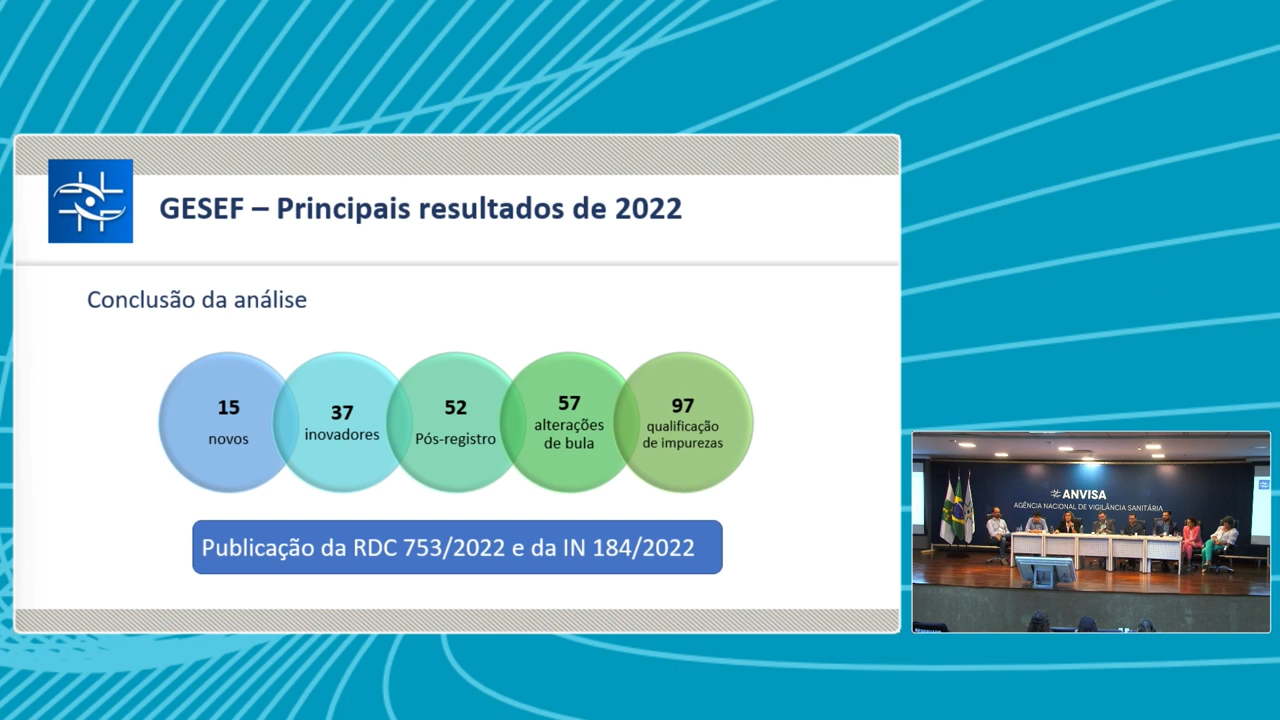 GESEF – Principais resultados de 2022
Conclusão da análise
15
novos
37
inovadores
52
Pós-registro
57
alterações
de bula
97
qualificação
de impurezas
Publicação da RDC 753/2022 e da IN 184/2022
ANVISA
AGÊNCIA NACIONAL DE VIGILÂNCIA SANITÁRIA